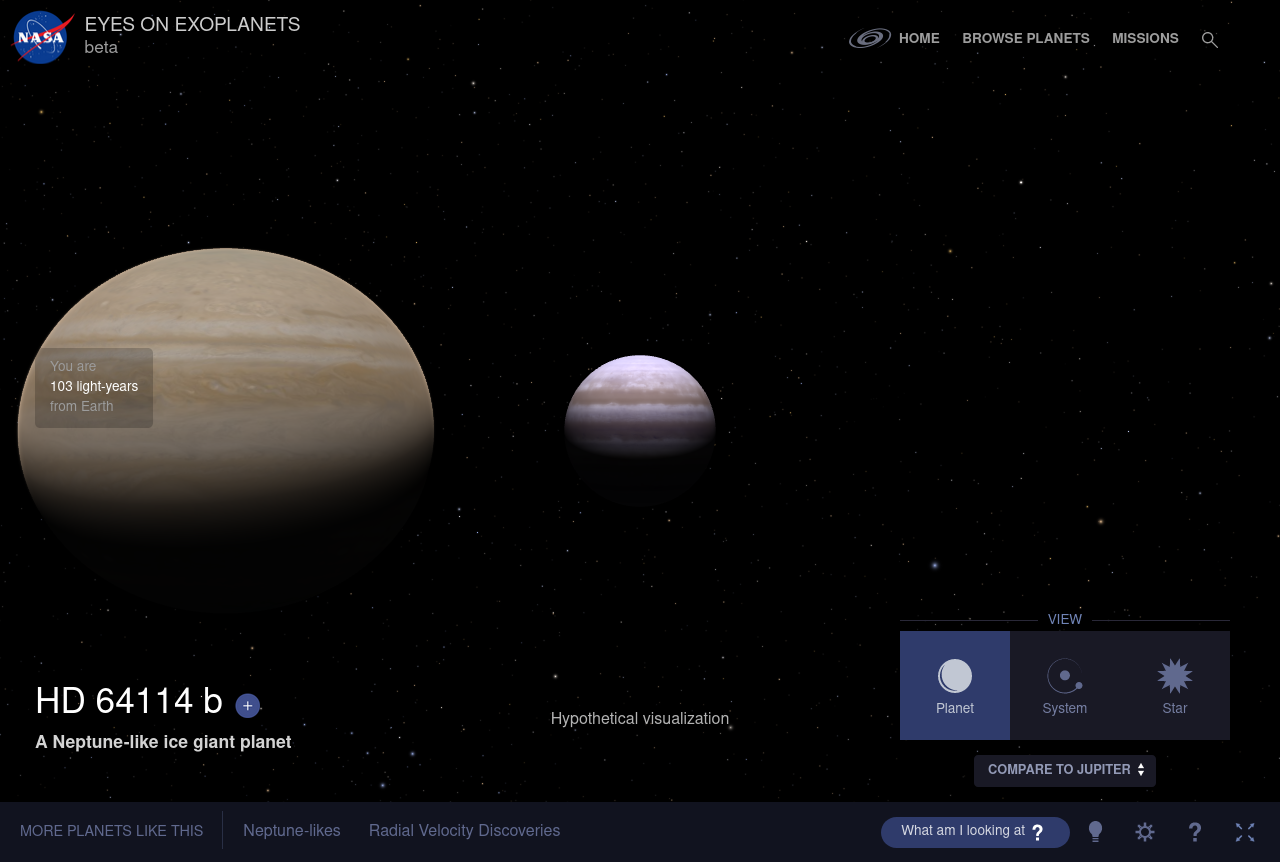 NASA
EYES ON EXOPLANETS
beta
HOME
BROWSE PLANETS
MISSIONS
You are
103 light-years
from Earth
HD 64114 b +
A Neptune-like ice giant planet
Hypothetical visualization
VIEW
Planet
System
Star
COMPARE TO JUPITER
MORE PLANETS LIKE THIS
Neptune-likes
Radial Velocity Discoveries
What am I looking at ?
?